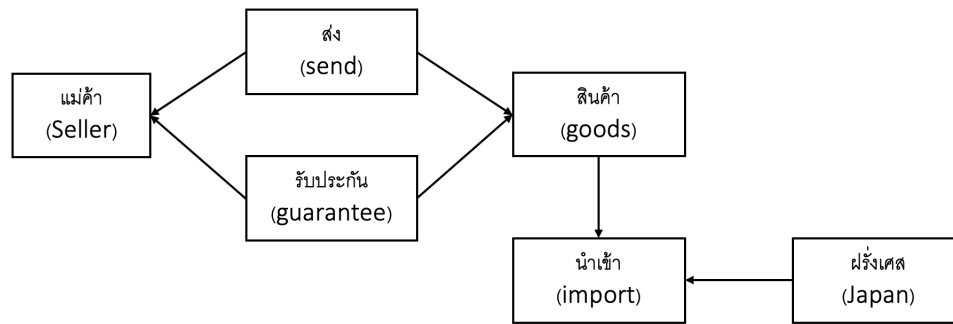 ส่ง
(send)
แม่ค้า
(Seller)
สินค้า
(goods)
รับประกัน
(guarantee)
นำเข้า
(import)
ฝรั่งเศส
(Japan)